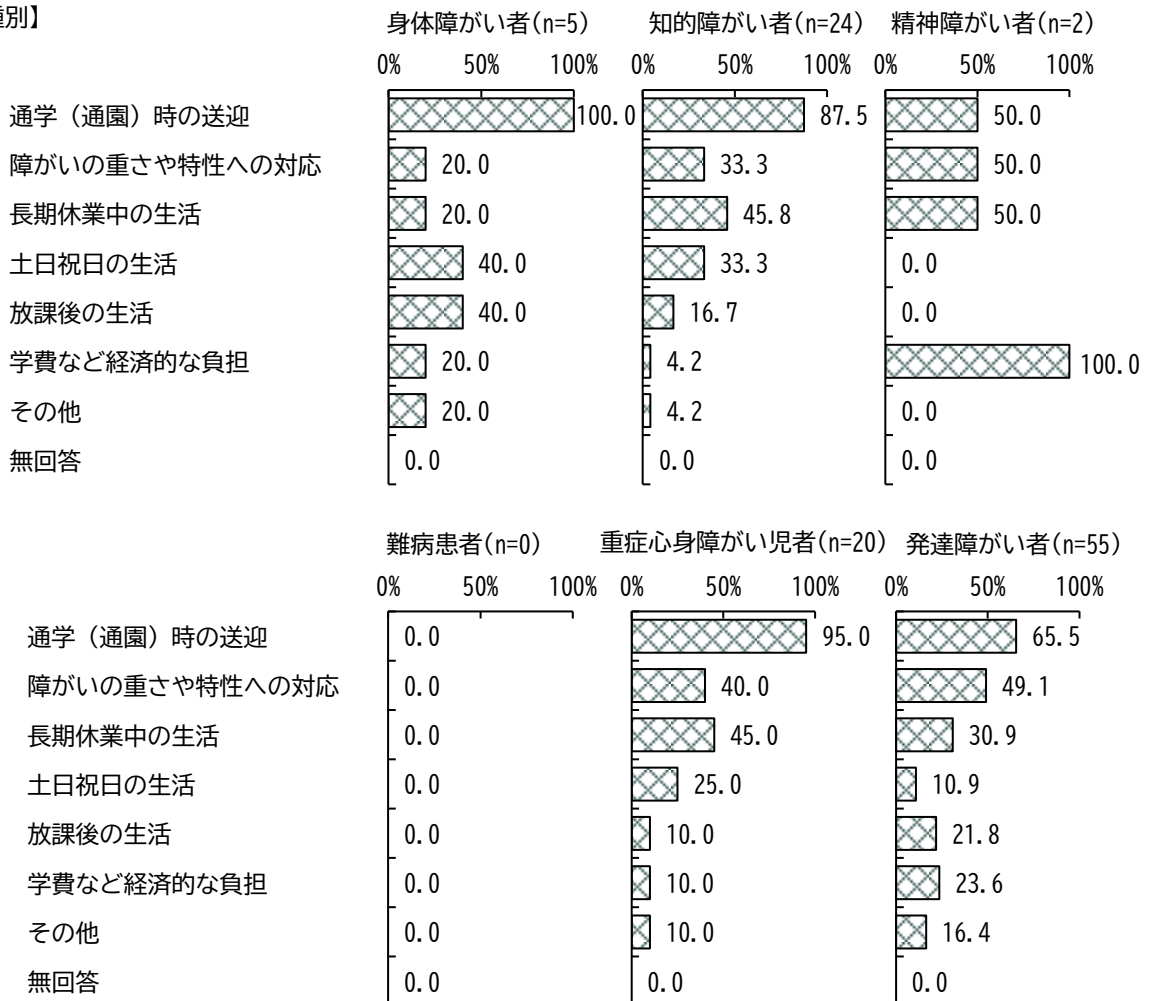 別】
身体障がい者(n=5) 知的障がい者(n=24) 精神障がい者(n=2)
0% 50% 100% 0% 50% 100% 0% 50% 100%
通学（通園）時の送迎 100.0 87.5 50.0
障がいの重さや特性への対応 20.0 33.3 50.0
長期休業中の生活 20.0 45.8 50.0
土日祝日の生活 40.0 33.3 0.0
放課後の生活 40.0 16.7 0.0
学費など経済的な負担 20.0 4.2 100.0
その他 20.0 4.2 0.0
無回答 0.0 0.0 0.0
難病患者(n=0) 重症心身障がい児者(n=20) 発達障がい者(n=55)
0% 50% 100% 0% 50% 100% 0% 50% 100%
通学（通園）時の送迎 0.0 95.0 65.5
障がいの重さや特性への対応 0.0 40.0 49.1
長期休業中の生活 0.0 45.0 30.9
土日祝日の生活 0.0 25.0 10.9
放課後の生活 0.0 10.0 21.8
学費など経済的な負担 0.0 10.0 23.6
その他 0.0 10.0 16.4
無回答 0.0 0.0 0.0